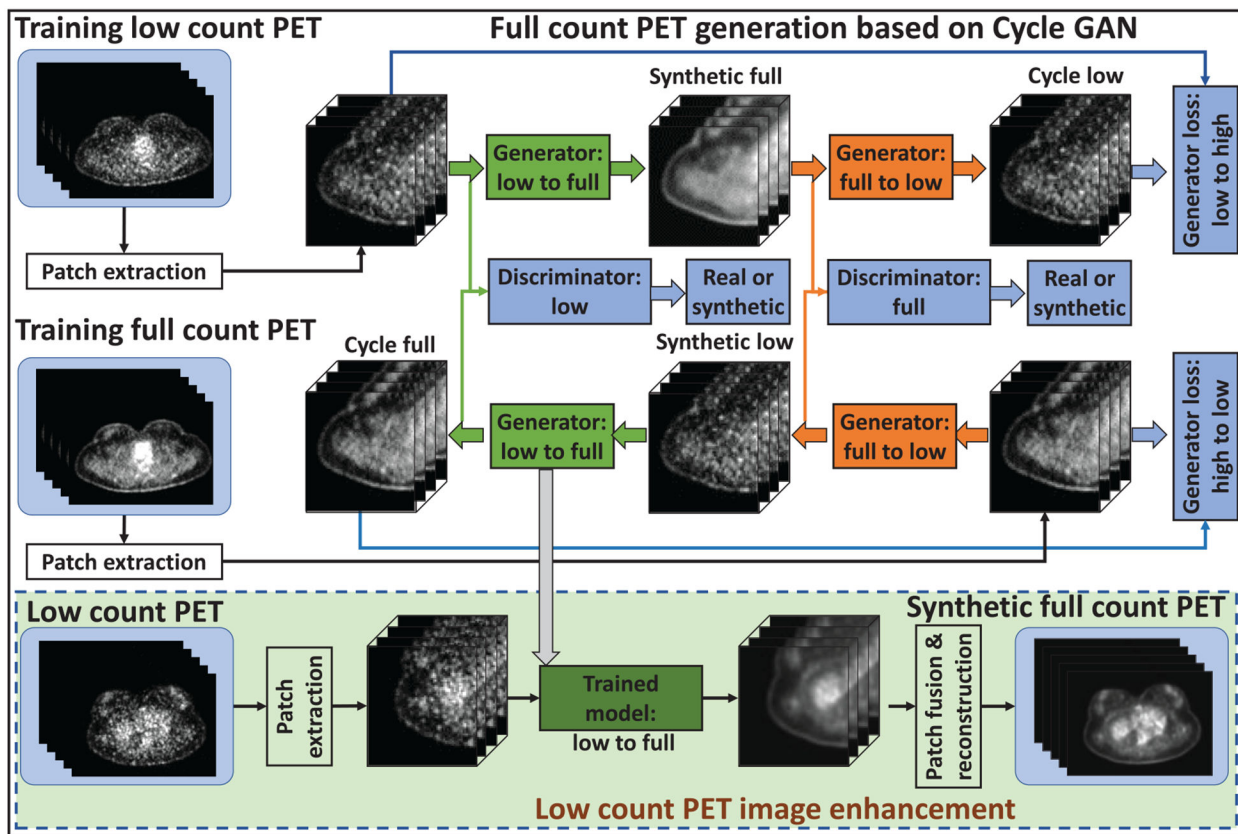 Training low count PET
Full count PET generation based on Cycle GAN
Synthetic full
Cycle low
Generator:
low to full
Generator:
full to low
Generator loss:
low to high
Patch extraction
Discriminator:
low
Real or
synthetic
Discriminator:
full
Real or
synthetic
Training full count PET
Cycle full
Synthetic low
Generator:
low to full
Generator:
full to low
Generator loss:
high to low
Patch extraction
Low count PET
Synthetic full count PET
Patch
extraction
Trained
model:
low to full
Patch fusion &
reconstruction
Low count PET image enhancement